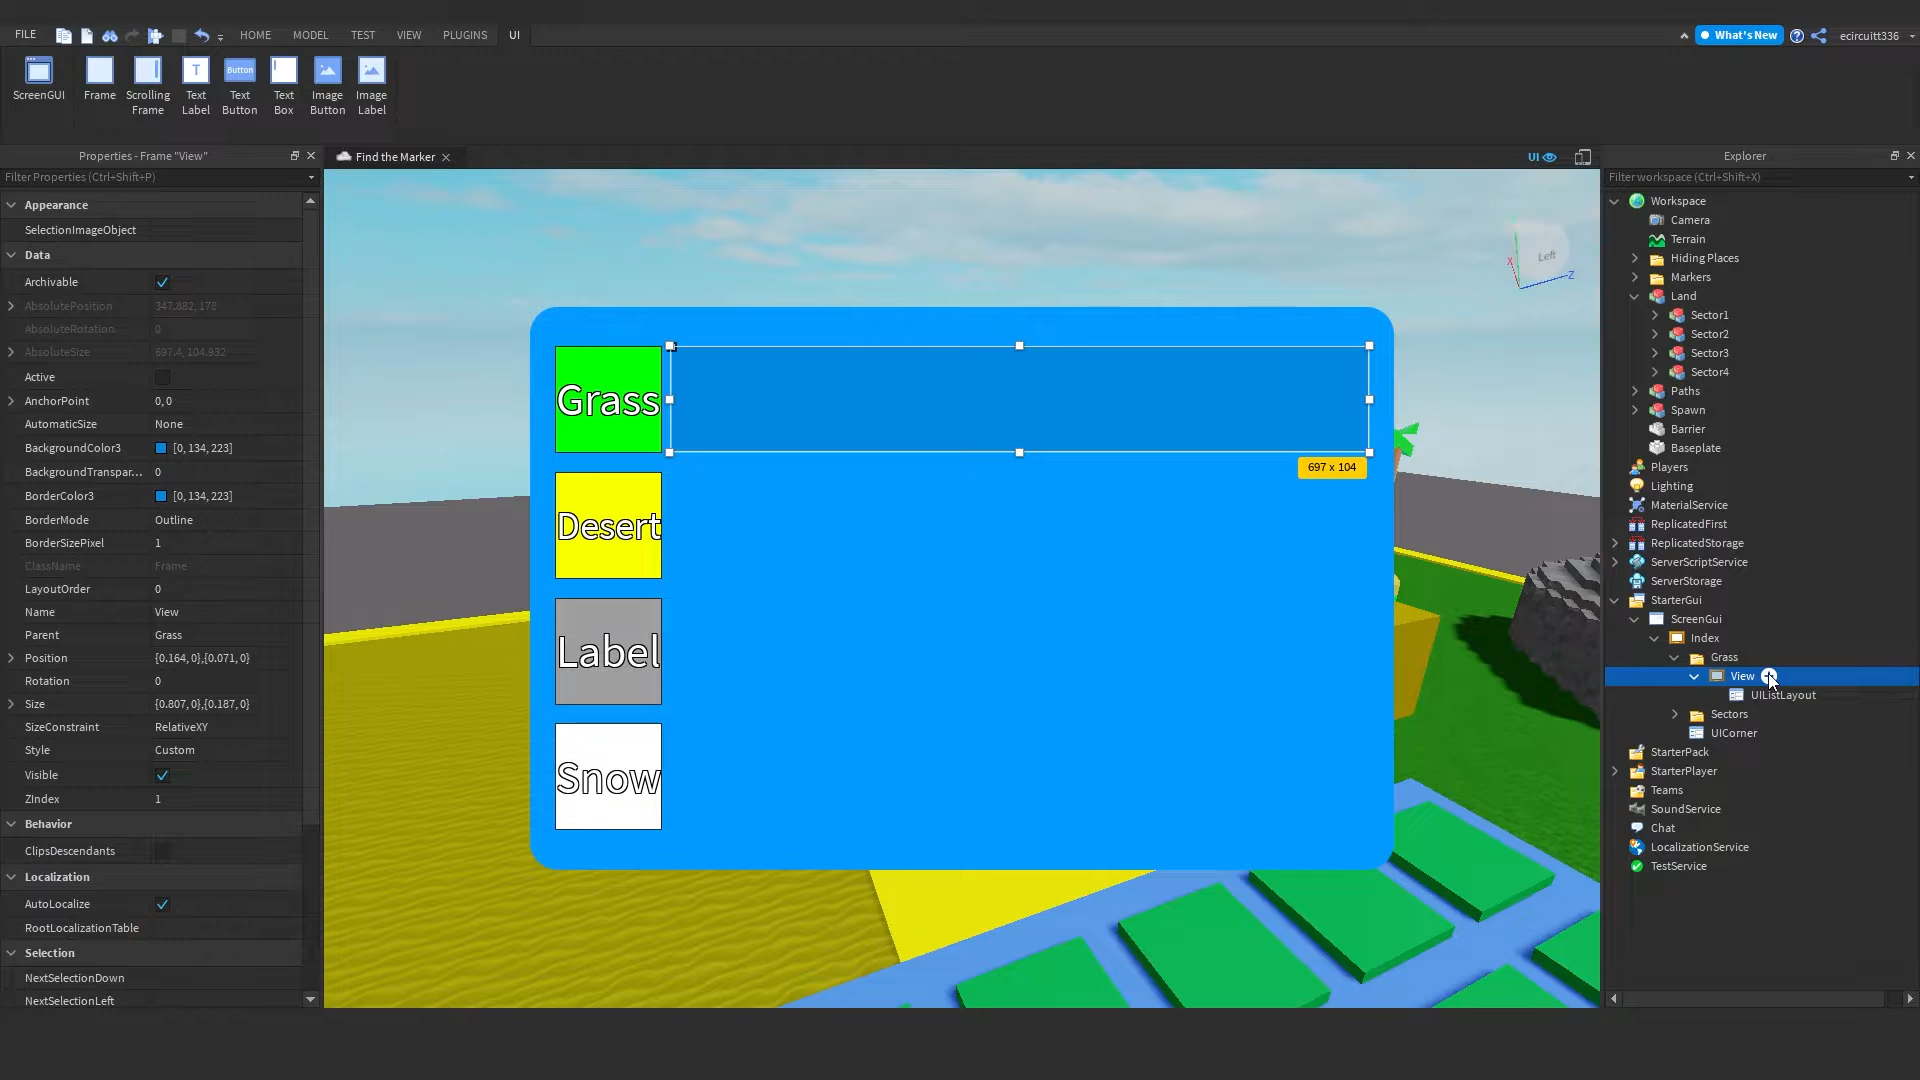 FILE
HOME
MODEL
TEST
VIEW
PLUGINS
UI
What's New
ecircuitt336
ScreenGUI
Frame
Scrolling
Frame
T
Text
Label
Button
Text
Button
Text
Box
Image
Button
Image
Label
Properties - Frame "View"
Find the Marker
UI
Explorer
Filter Properties (Ctrl+Shift+P)
Filter workspace (Ctrl+Shift+X)
Appearance
SelectionImageObject
Data
Archivable
AbsolutePosition 347.882, 178
AbsoluteRotation 0
AbsoluteSize 697.4, 104.932
Active
AnchorPoint 0, 0
AutomaticSize None
BackgroundColor3 [0, 134, 223]
BackgroundTranspar... 0
BorderColor3 [0, 134, 223]
BorderMode Outline
BorderSizePixel 1
ClassName Frame
LayoutOrder 0
Name View
Parent Grass
Position {0.164, 0},{0.071, 0}
Rotation 0
Size {0.807, 0},{0.187, 0}
SizeConstraint RelativeXY
Style Custom
Visible
ZIndex 1
Behavior
ClipsDescendants
Localization
AutoLocalize
RootLocalizationTable
Selection
NextSelectionDown
NextSelectionLeft
Left
X
Z
Grass
697 x 104
Desert
Label
Snow
Workspace
Camera
Terrain
Hiding Places
Markers
Land
Sector1
Sector2
Sector3
Sector4
Paths
Spawn
Barrier
Baseplate
Players
Lighting
MaterialService
ReplicatedFirst
ReplicatedStorage
ServerScriptService
ServerStorage
StarterGui
ScreenGui
Index
Grass
View
UIListLayout
Sectors
UICorner
StarterPack
StarterPlayer
Teams
SoundService
Chat
LocalizationService
TestService